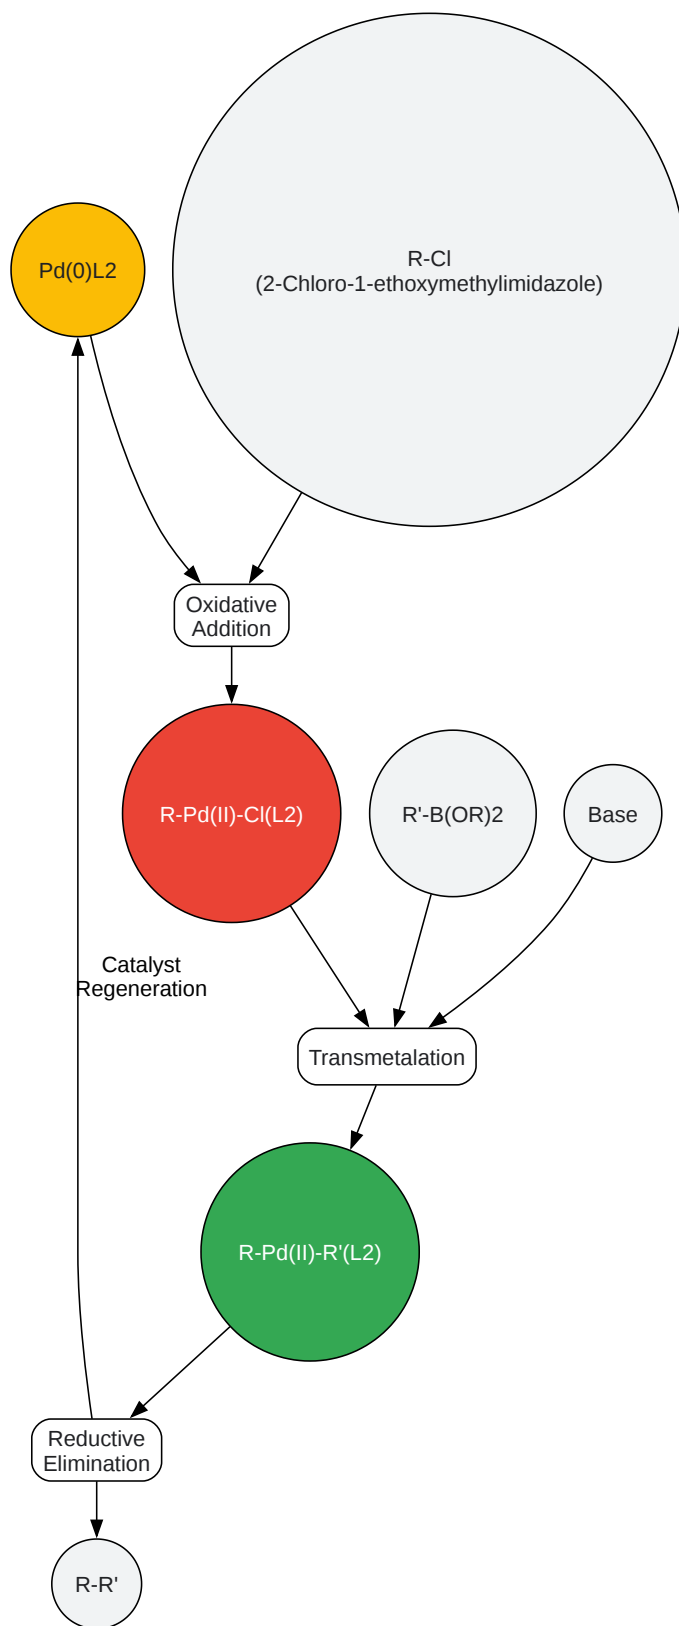 R-Cl
(2-Chloro-1-ethoxymethylimidazole)
Pd(0)L2
Oxidative
Addition
R-Pd(II)-Cl(L2)
R'-B(OR)2
Base
Catalyst
Regeneration
Transmetalation
R-Pd(II)-R'(L2)
Reductive
Elimination
R-R'